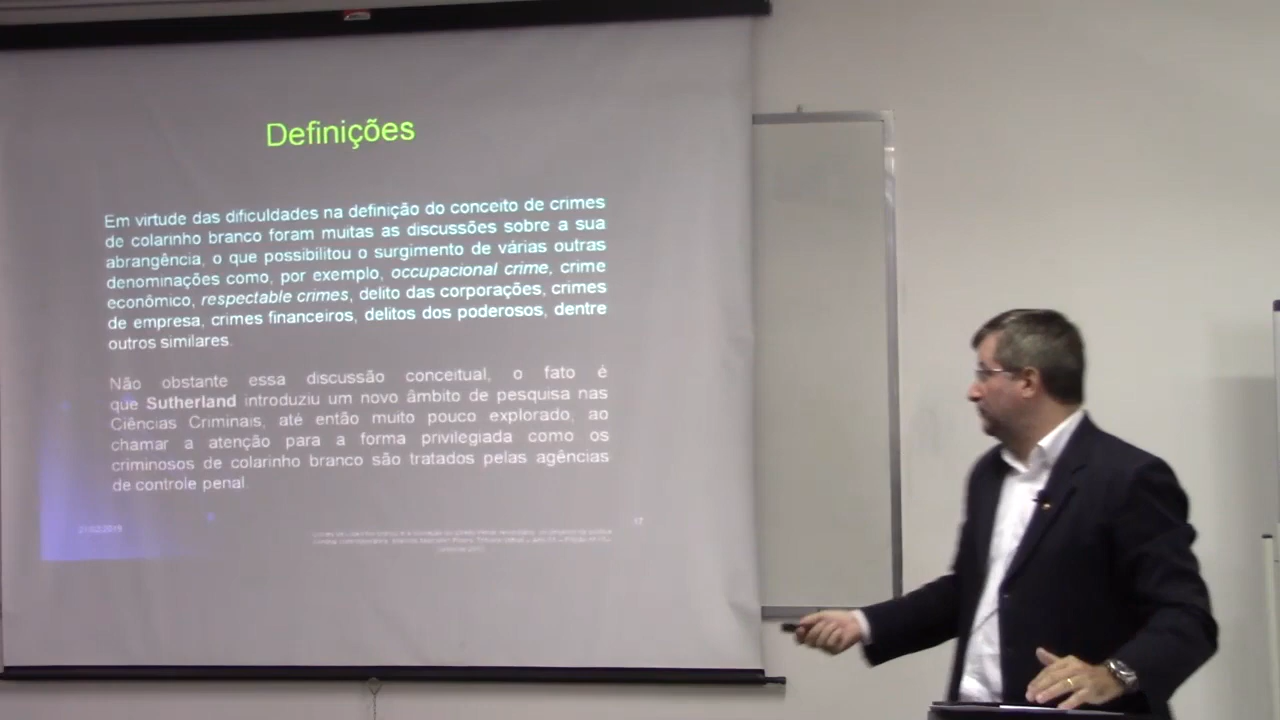 Definições
Em virtude das dificuldades na definição do conceito de crimes
de colarinho branco foram muitas as discussões sobre a sua
abrangência, o que possibilitou o surgimento de várias outras
denominações como, por exemplo, occupacional crime, crime
econômico, respectable crimes, delito das corporações, crimes
de empresa, crimes financeiros, delitos dos poderosos, dentre
outros similares.
Não obstante essa discussão conceitual, o fato é
que Sutherland introduziu um novo âmbito de pesquisa nas
Ciências Criminais, até então muito pouco explorado, ao
chamar a atenção para a forma privilegiada como os
criminosos de colarinho branco são tratados pelas agências
de controle penal.
21/02/2019
17